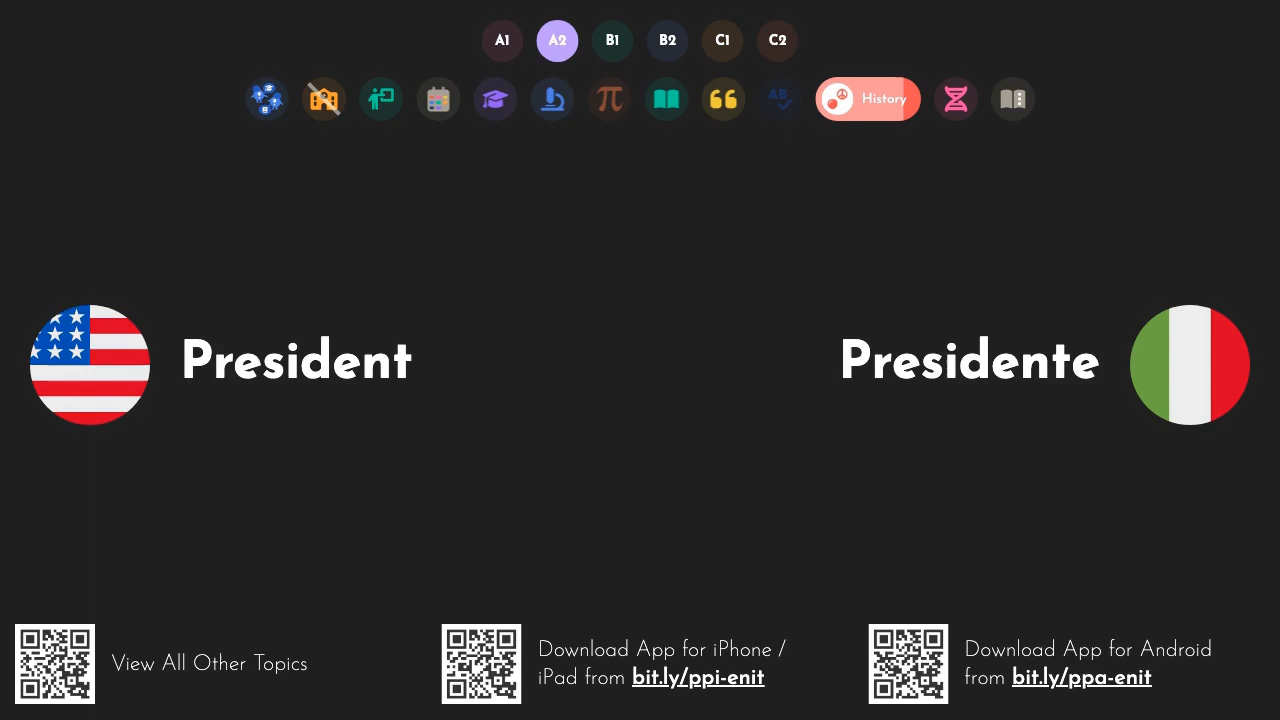 A1 A2 B1 B2 C1 C2
History
President
Presidente
View All Other Topics
Download App for iPhone /
iPad from bit.ly/ppi-enit
Download App for Android
from bit.ly/ppa-enit